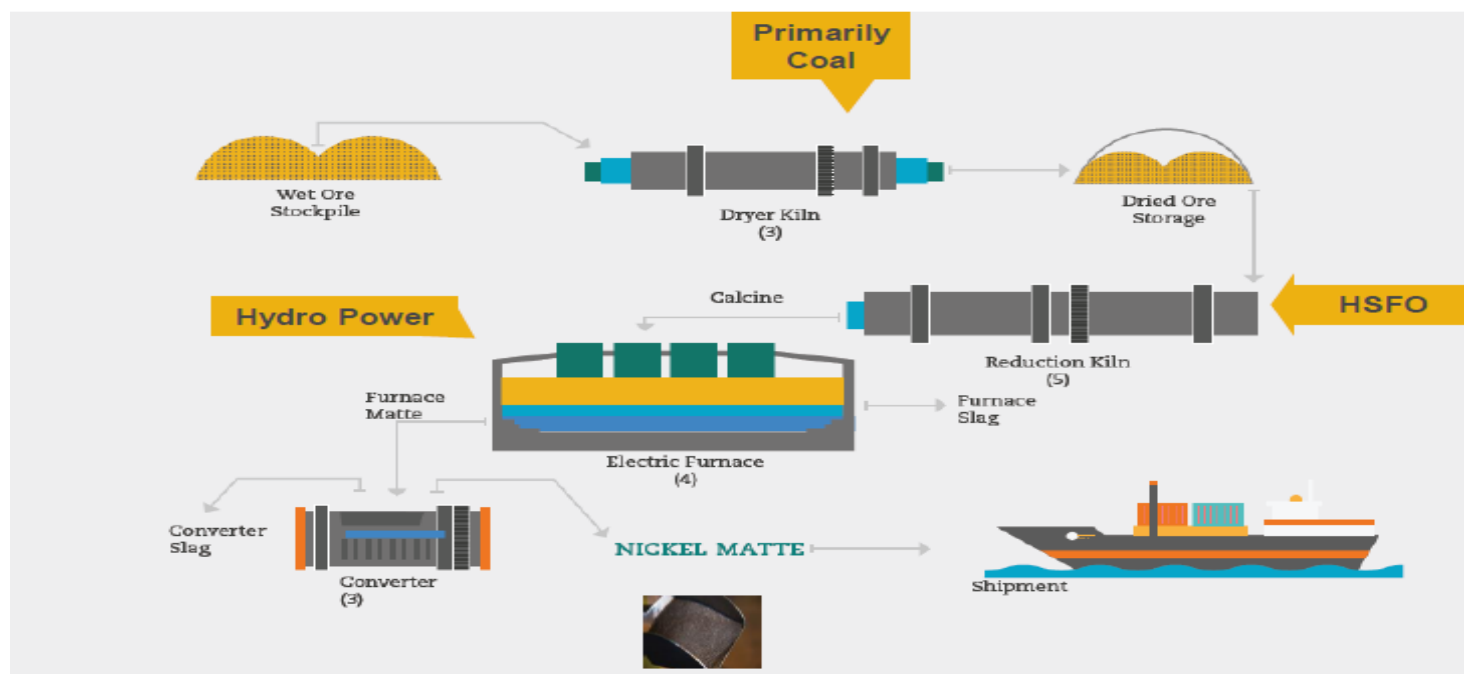 Primarily
Coal
Wet Ore
Stockpile
Dryer Kiln
(3)
Dried Ore
Storage
Hydro Power
Calcine
HSFO
Reduction Kiln
(5)
Furnace
Matte
Furnace
Slag
Electric Furnace
(4)
Converter
Slag
Converter
(3)
NICKEL MATTE
Shipment